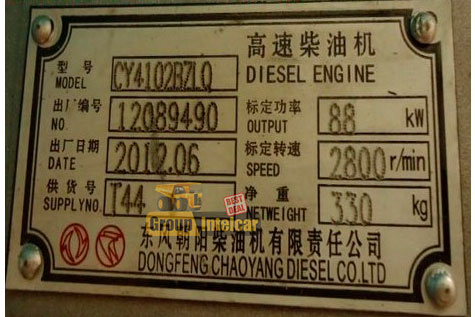 高速柴油机
DIESEL ENGINE
型号 CY4102BZLQ
MODEL
出厂编号 12089490
NO.
出厂日期 2012.06
DATE
供货号 T44
SUPPLYNO.
标定功率 88 kW
OUTPUT
标定转速 2800 r/min
SPEED
净重 330 kg
NETWEIGHT
BEST DEAL
Group Intelcar
东风朝阳柴油机有限责任公司
DONGFENG CHAOYANG DIESEL CO.LTD